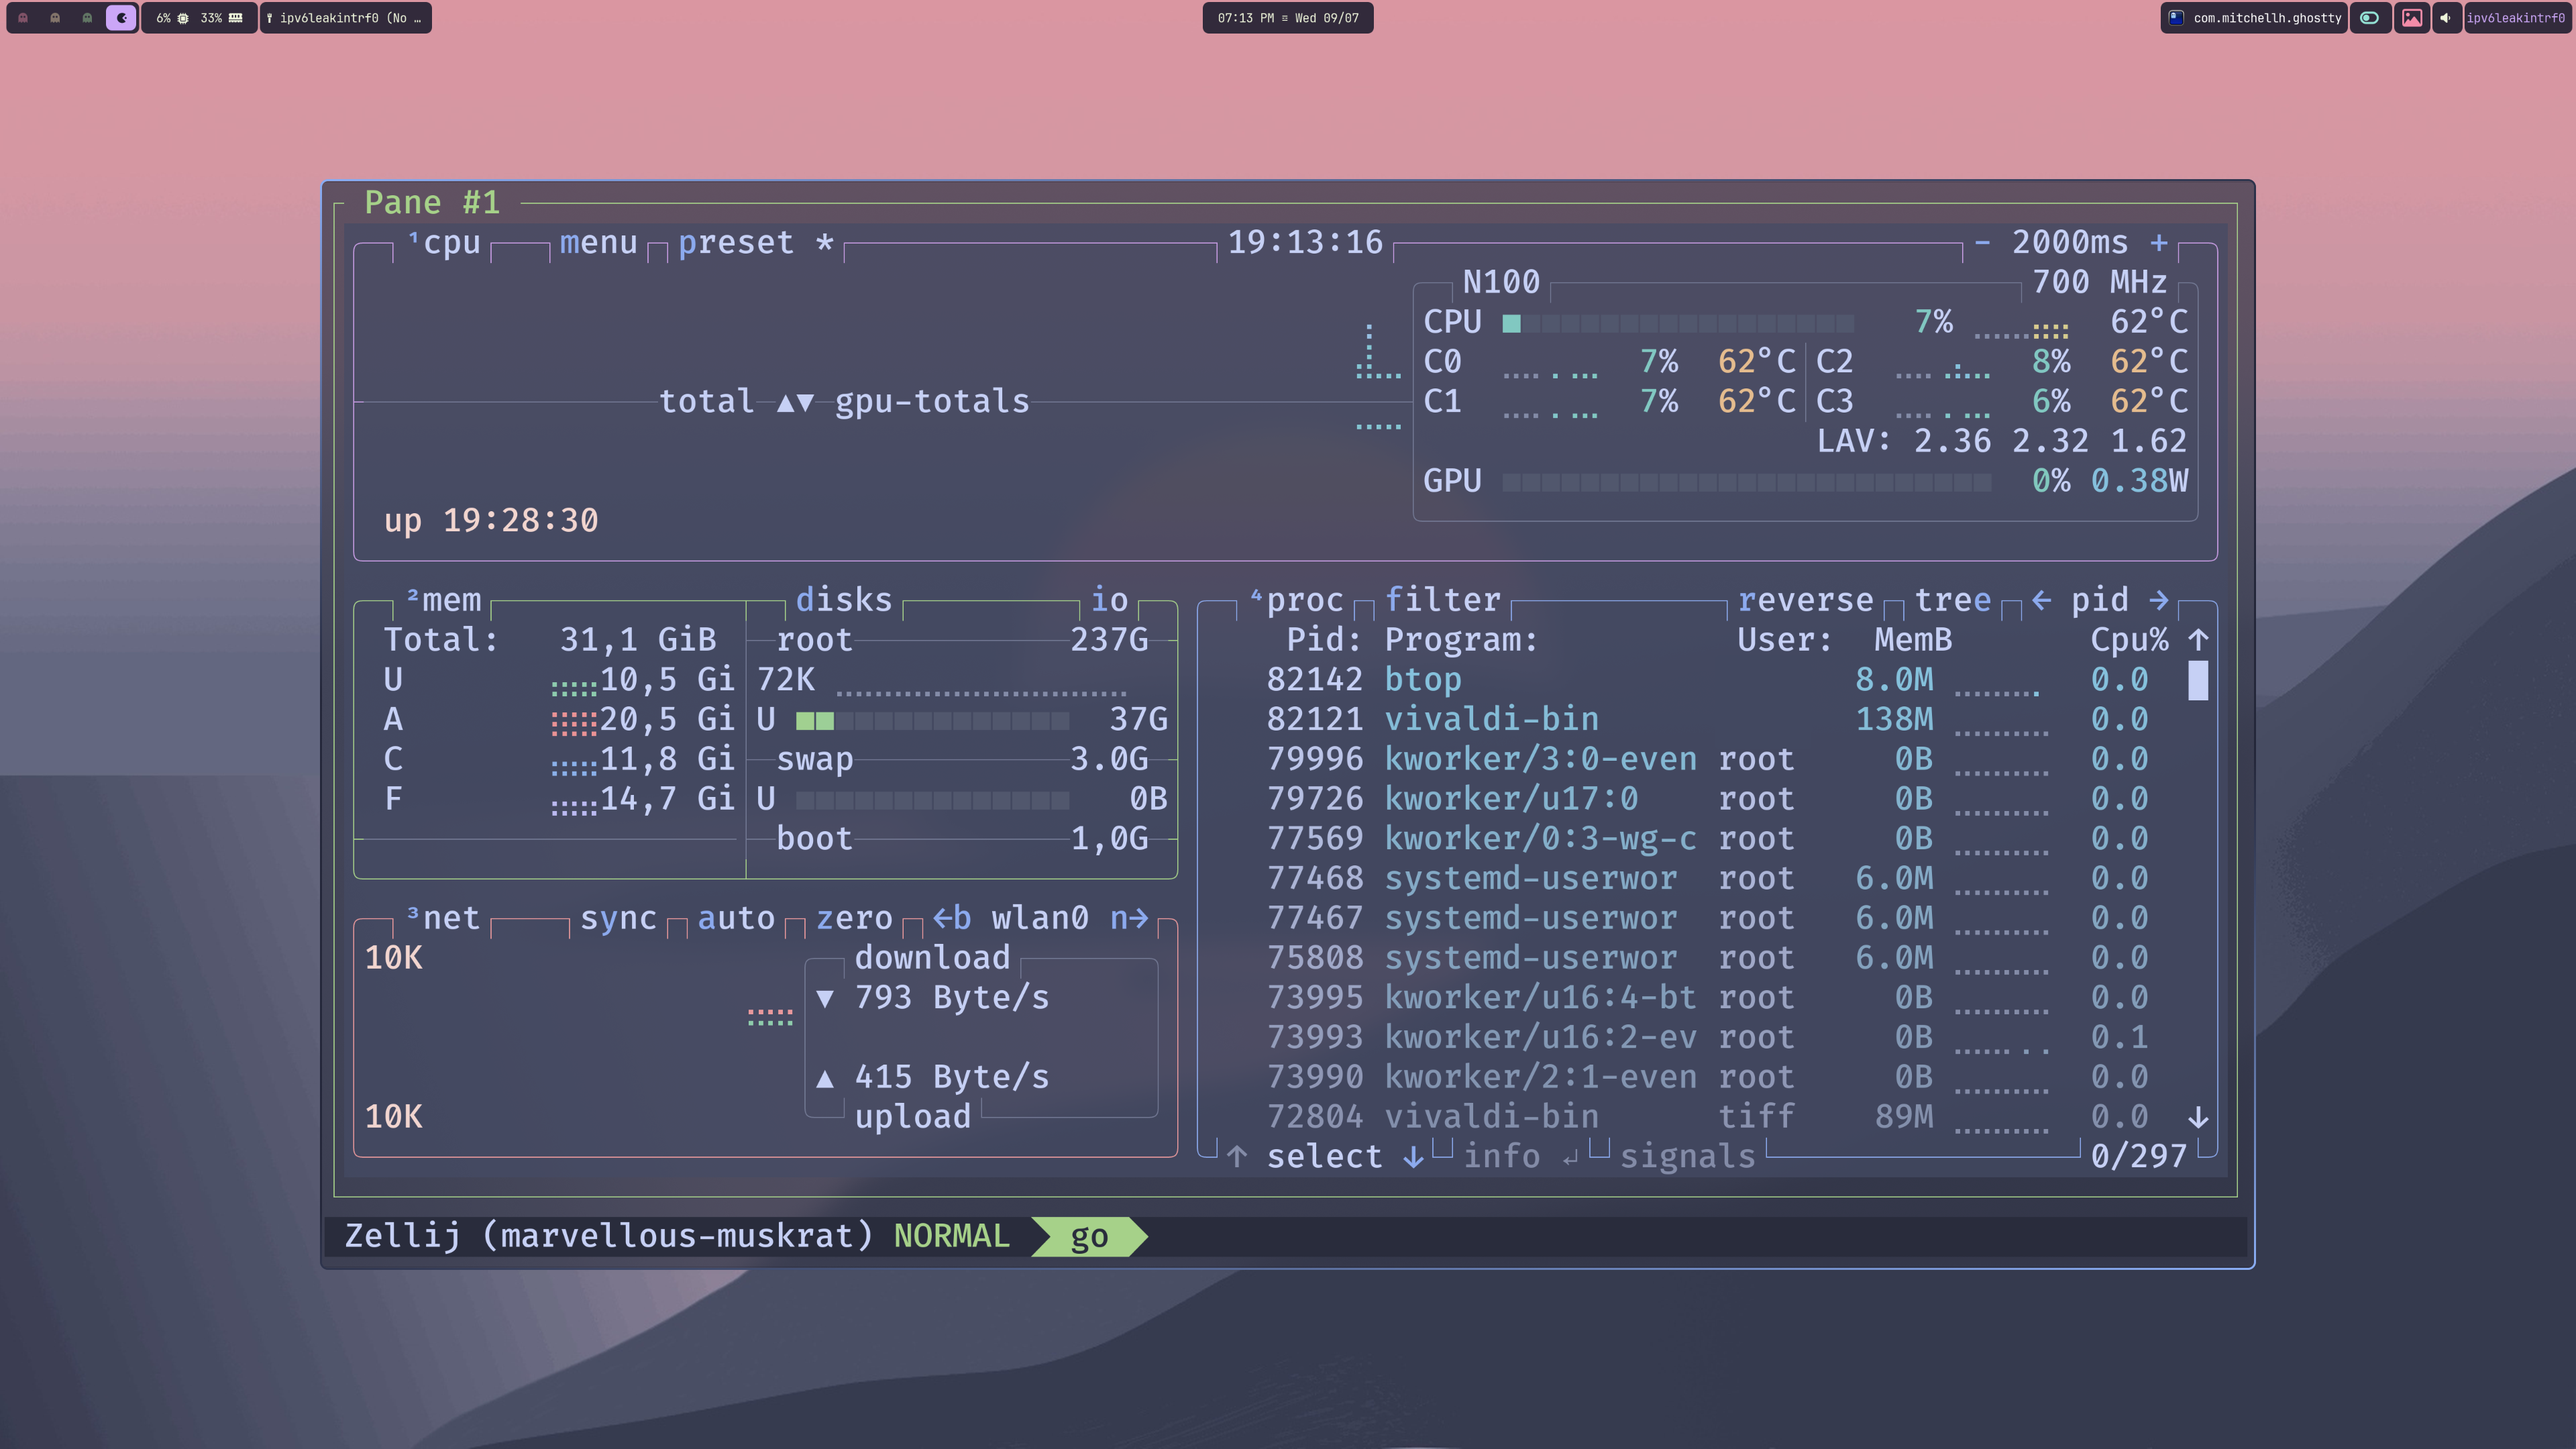 6% 33% ipv6leakintrf0 (No …
07:13 PM = Wed 09/07
com.mitchellh.ghostty ipv6leakintrf0
Pane #1
¹cpu menu preset * 19:13:16 - 2000ms +
N100 700 MHz
CPU 7% 62°C
C0 7% 62°C C2 8% 62°C
total ▲▼ gpu-totals
C1 7% 62°C C3 6% 62°C
LAV: 2.36 2.32 1.62
GPU 0% 0.38W
up 19:28:30
²mem disks io
Total: 31,1 GiB
U 10,5 Gi
A 20,5 Gi
C 11,8 Gi
F 14,7 Gi
root 237G
72K
U 37G
swap 3.0G
U 0B
boot 1,0G
³net sync auto zero ←b wlan0 n→
10K
download
▼ 793 Byte/s
▲ 415 Byte/s
10K
upload
⁴proc filter reverse tree ← pid →
Pid: Program: User: MemB Cpu% ↑
82142 btop 8.0M 0.0
82121 vivaldi-bin 138M 0.0
79996 kworker/3:0-even root 0B 0.0
79726 kworker/u17:0 root 0B 0.0
77569 kworker/0:3-wg-c root 0B 0.0
77468 systemd-userwor root 6.0M 0.0
77467 systemd-userwor root 6.0M 0.0
75808 systemd-userwor root 6.0M 0.0
73995 kworker/u16:4-bt root 0B 0.0
73993 kworker/u16:2-ev root 0B 0.1
73990 kworker/2:1-even root 0B 0.0
72804 vivaldi-bin tiff 89M 0.0 ↓
↑ select ↓ info ↵ signals 0/297
Zellij (marvellous-muskrat) NORMAL go